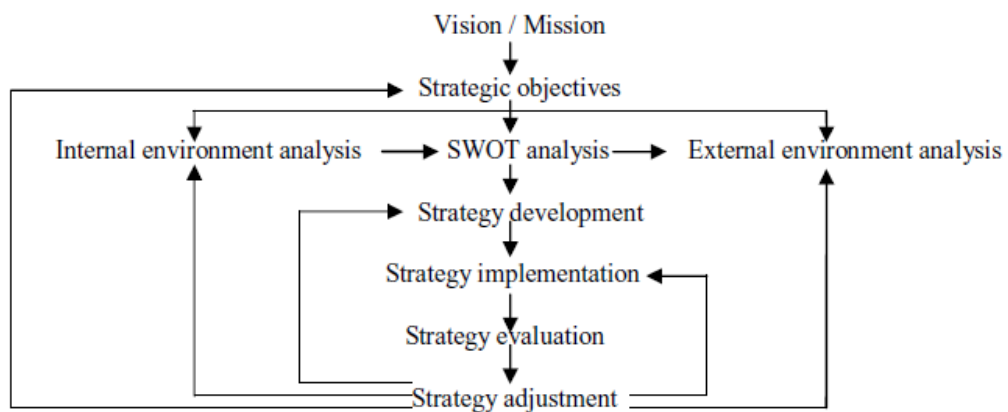 Vision / Mission
Strategic objectives
Internal environment analysis SWOT analysis External environment analysis
Strategy development
Strategy implementation
Strategy evaluation
Strategy adjustment